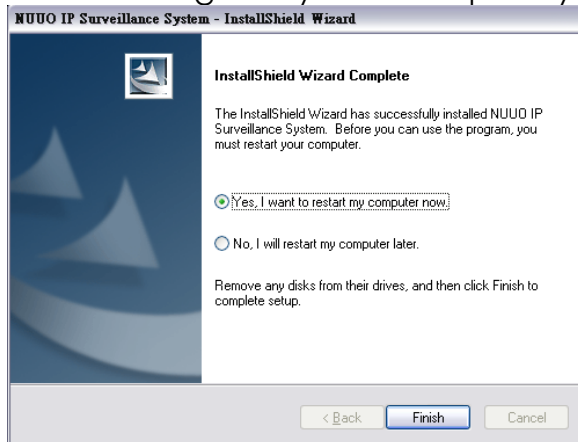 NUUO IP Surveillance System - InstallShield Wizard
InstallShield Wizard Complete
The InstallShield Wizard has successfully installed NUUO IP
Surveillance System. Before you can use the program, you
must restart your computer.
Yes, I want to restart my computer now.
No, I will restart my computer later.
Remove any disks from their drives, and then click Finish to
complete setup.
< Back Finish Cancel